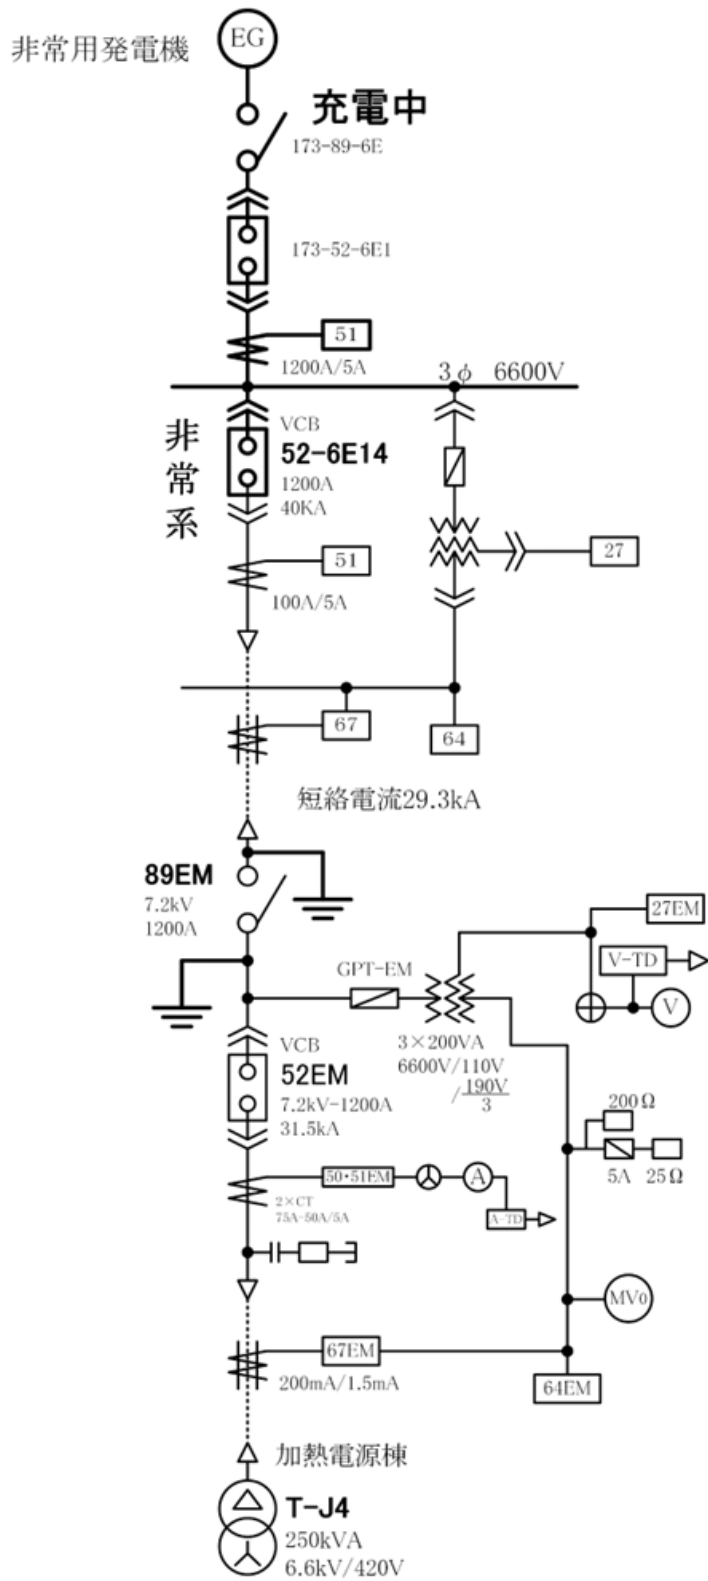 EG
非常用発電機
充電中
173-89-6E
173-52-6E1
51
1200A/5A
3φ 6600V
非常系
VCB
52-6E14
1200A
40KA
51
100A/5A
27
67
64
短絡電流29.3kA
89EM
7.2kV
1200A
27EM
V-TD
V
GPT-EM
3×200VA
6600V/110V
/190V
3
VCB
52EM
7.2kV-1200A
31.5kA
200Ω
5A 25Ω
50・51EM
A
2×CT
75A-50A/5A
A-TD
MV0
67EM
200mA/1.5mA
64EM
加熱電源棟
T-J4
250kVA
6.6kV/420V